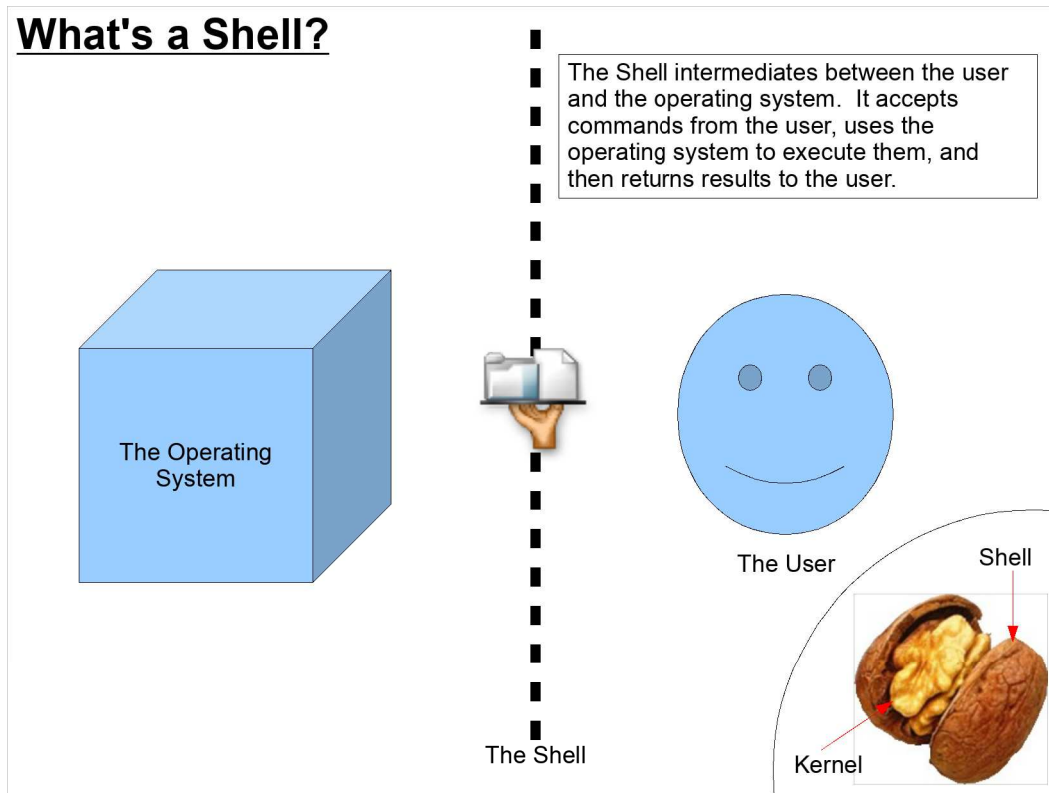 What's a Shell?
The Shell intermediates between the user
and the operating system.  It accepts
commands from the user, uses the
operating system to execute them, and
then returns results to the user.
The Operating
System
The User
Shell
Kernel
The Shell